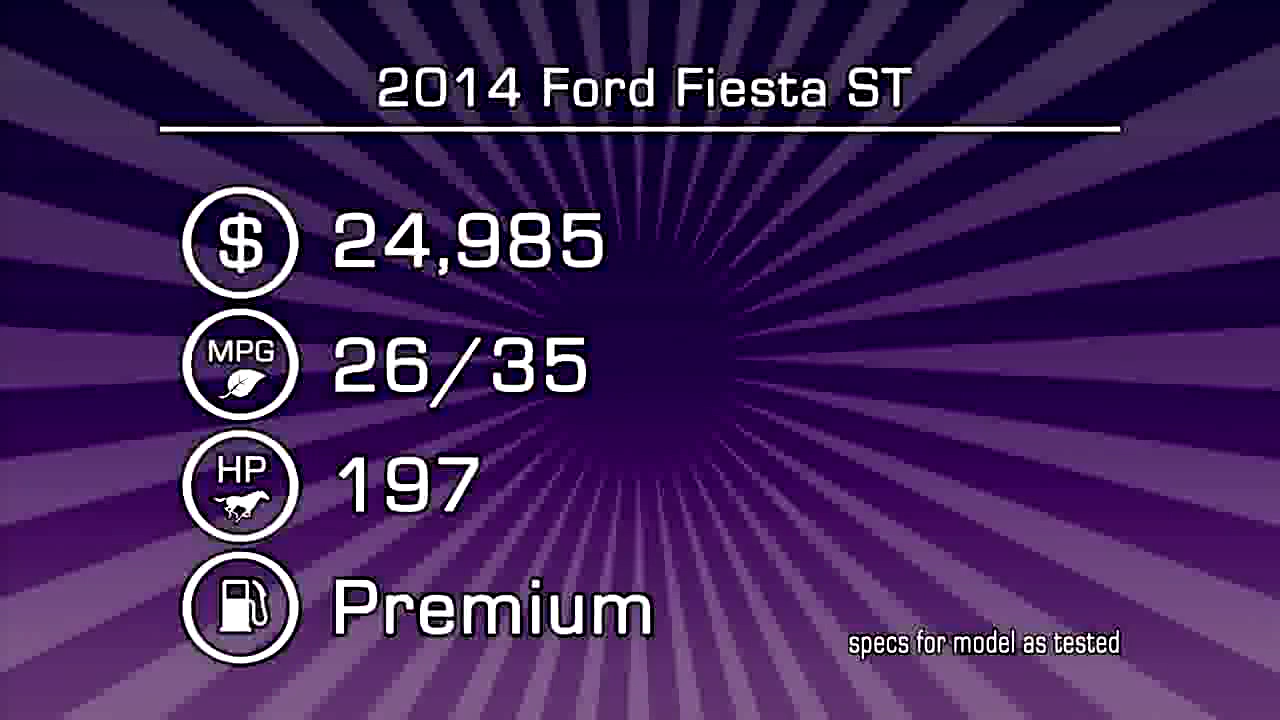 2014 Ford Fiesta ST
$ 24,985
MPG 26/35
HP 197
Premium
specs for model as tested